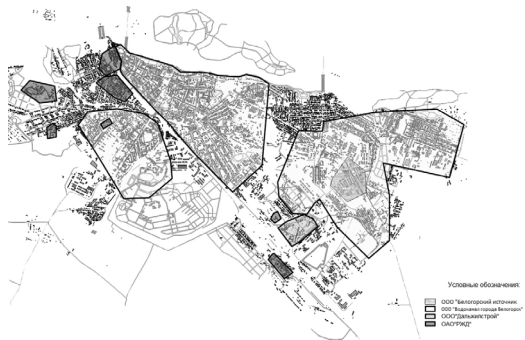 Условные обозначения:
ООО "Белогорский источник
ООО "Водоканал города Белогорск"
ООО"Дальжилстрой"
ОАО"РЖД"